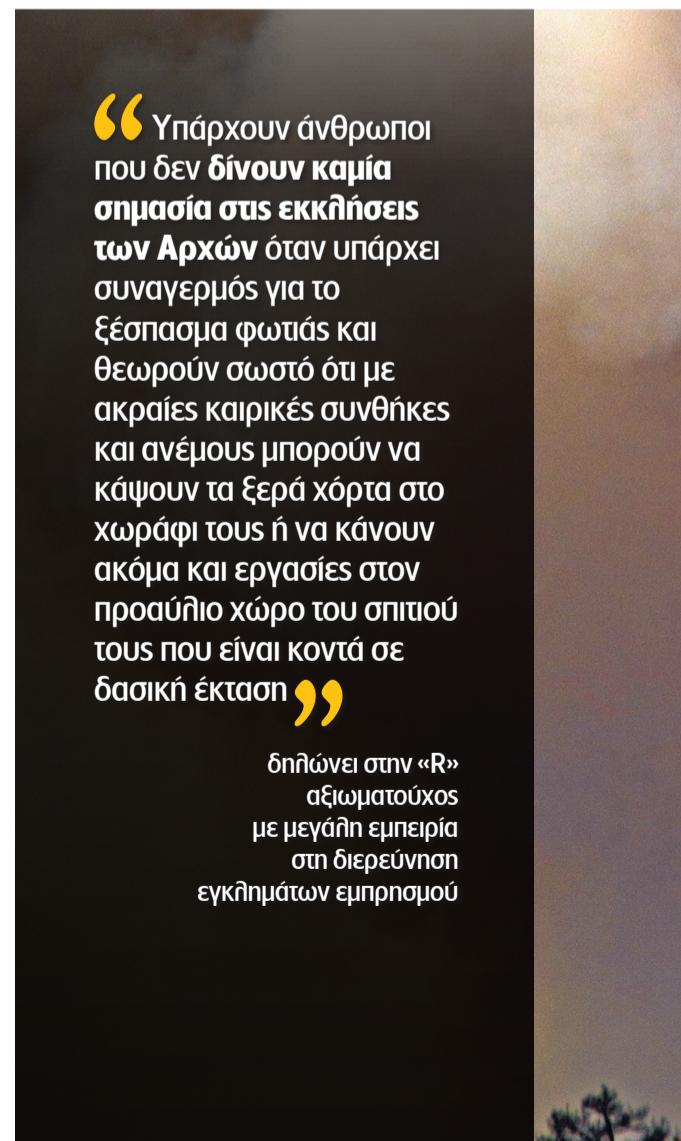 “ Υπάρχουν άνθρωποι
που δεν δίνουν καμία
σημασία στις εκκλήσεις
των Αρχών όταν υπάρχει
συναγερμός για το
ξέσπασμα φωτιάς και
θεωρούν σωστό ότι με
ακραίες καιρικές συνθήκες
και ανέμους μπορούν να
κάψουν τα ξερά χόρτα στο
χωράφι τους ή να κάνουν
ακόμα και εργασίες στον
προαύλιο χώρο του σπιτιού
τους που είναι κοντά σε
δασική έκταση ”
δηλώνει στην «R»
αξιωματούχος
με μεγάλη εμπειρία
στη διερεύνηση
εγκλημάτων εμπρησμού